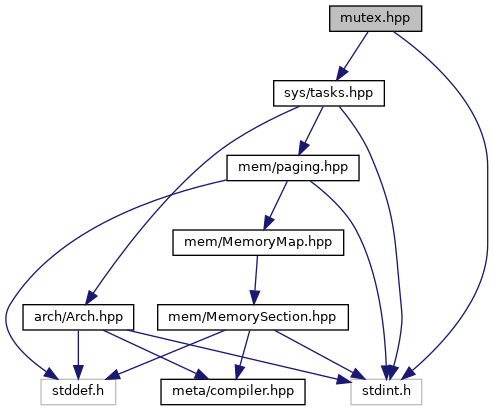 mutex.hpp
sys/tasks.hpp
mem/paging.hpp
mem/MemoryMap.hpp
arch/Arch.hpp
mem/MemorySection.hpp
stddef.h
meta/compiler.hpp
stdint.h